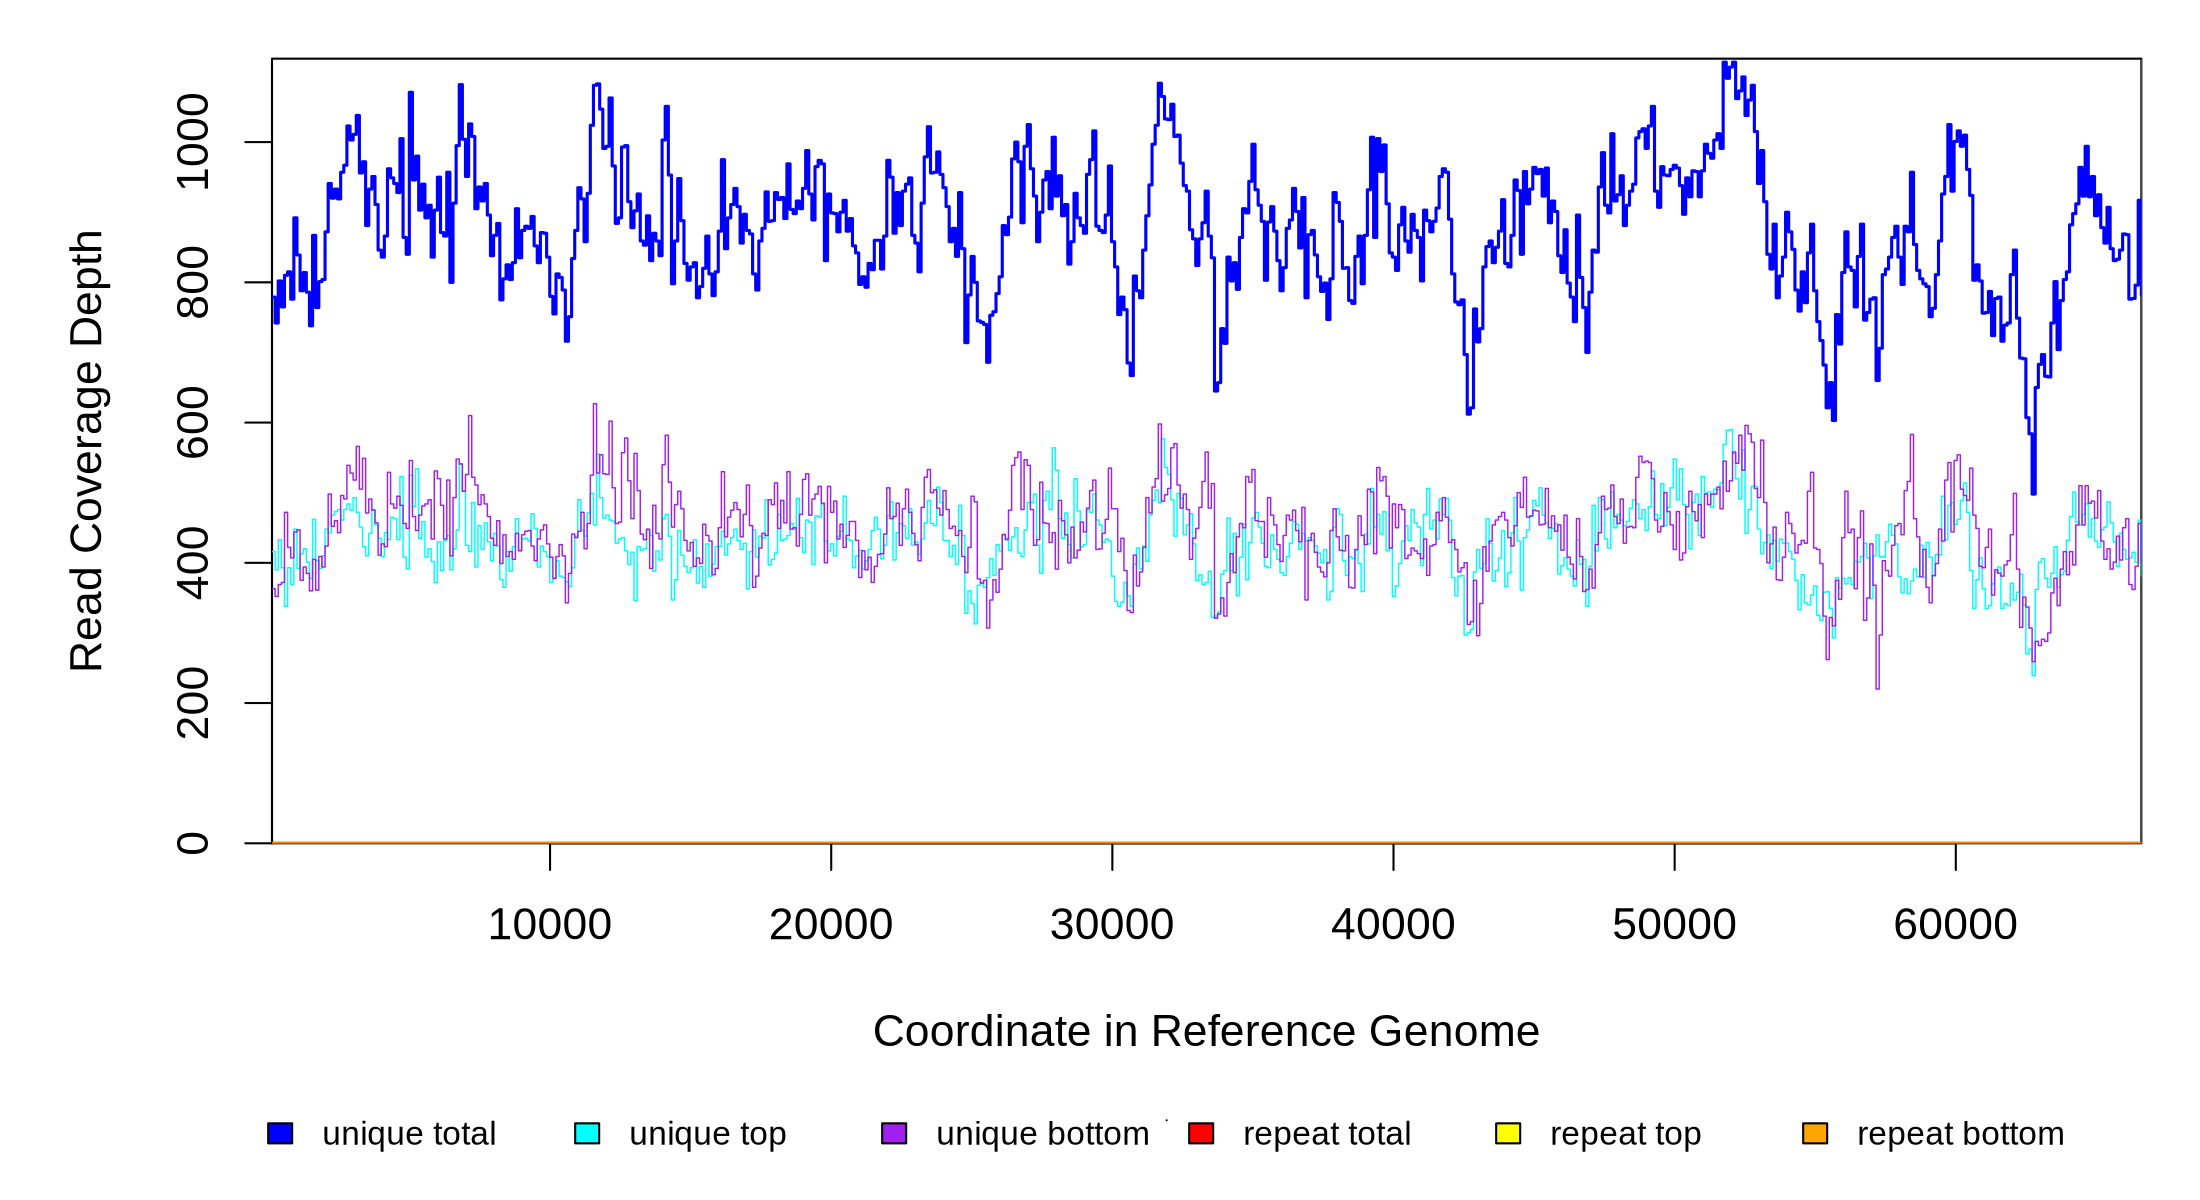 Read Coverage Depth
1000
800
600
400
200
0
10000 20000 30000 40000 50000 60000
Coordinate in Reference Genome
unique total unique top unique bottom repeat total repeat top repeat bottom